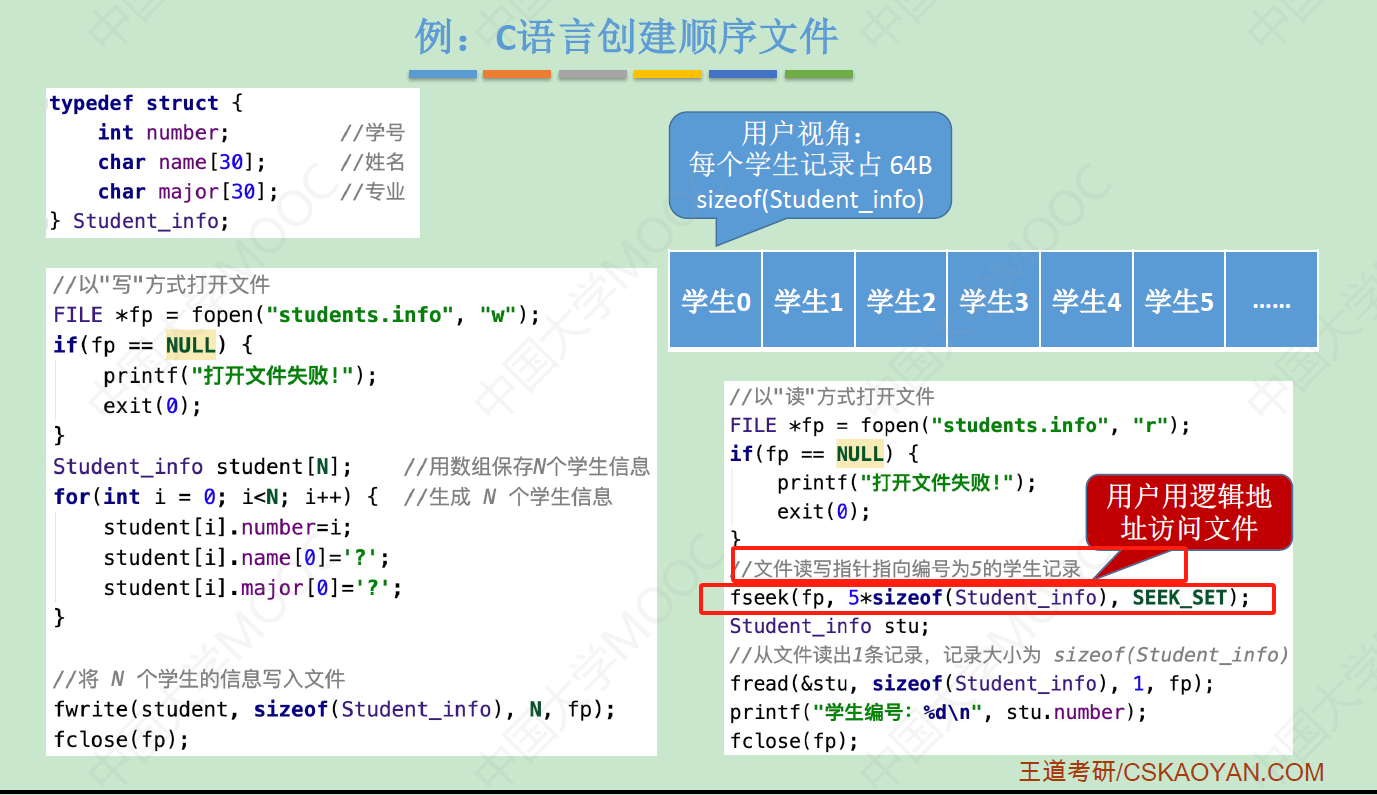 例：C语言创建顺序文件
typedef struct {
    int number;         //学号
    char name[30];      //姓名
    char major[30];     //专业
} Student_info;
//以"写"方式打开文件
FILE *fp = fopen("students.info", "w");
if(fp == NULL) {
    printf("打开文件失败!");
    exit(0);
}
Student_info student[N];    //用数组保存N个学生信息
for(int i = 0; i<N; i++) {  //生成 N 个学生信息
    student[i].number=i;
    student[i].name[0]='?';
    student[i].major[0]='?';
}
//将 N 个学生的信息写入文件
fwrite(student, sizeof(Student_info), N, fp);
fclose(fp);
用户视角：
每个学生记录占 64B
sizeof(Student_info)
学生0 学生1 学生2 学生3 学生4 学生5 ……
//以"读"方式打开文件
FILE *fp = fopen("students.info", "r");
if(fp == NULL) {
    printf("打开文件失败!");
    exit(0);
}
用户用逻辑地
址访问文件
//文件读写指针指向编号为5的学生记录
fseek(fp, 5*sizeof(Student_info), SEEK_SET);
Student_info stu;
//从文件读出1条记录，记录大小为 sizeof(Student_info)
fread(&stu, sizeof(Student_info), 1, fp);
printf("学生编号：%d\n", stu.number);
fclose(fp);
王道考研/CSKAOYAN.COM
中国大学MOOC